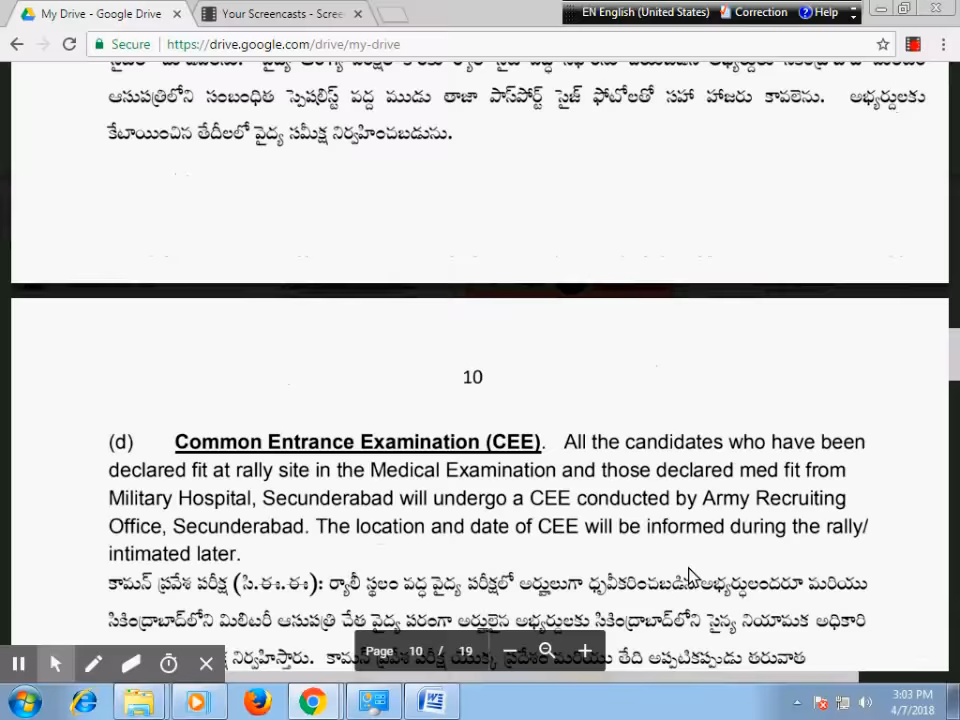 My Drive - Google Drive
Your Screencasts - Scree
EN English (United States)
Correction
Help
Secure
https://drive.google.com/drive/my-drive
ఆసుపత్రిలోని సంబంధిత స్పెషలిస్ట్ వద్ద ముడు తాజా పాస్‌పోర్ట్ సైజ్ ఫోటోలతో సహా హాజరు కావలెను. అభ్యర్థులకు
కేటాయించిన తేదీలలో వైద్య సమీక్ష నిర్వహించబడును.
10
(d) Common Entrance Examination (CEE). All the candidates who have been
declared fit at rally site in the Medical Examination and those declared med fit from
Military Hospital, Secunderabad will undergo a CEE conducted by Army Recruiting
Office, Secunderabad. The location and date of CEE will be informed during the rally/
intimated later.
కామన్ ప్రవేశ పరీక్ష (సి.ఈ.ఈ): ర్యాలీ స్థలం వద్ధ వైద్య పరీక్షలో అర్హులుగా ధృవీకరించబడిన అభ్యర్ధులందరూ మరియు
సికింద్రాబాద్‌లోని మిలిటరీ ఆసుపత్రి చేత వైద్య పరంగా అర్హులైన అభ్యర్థులకు సికింద్రాబాద్‌లోని సైన్య నియామక అధికారి
నిర్వహిస్తారు. కామన్ ప్రవేశ పరీక్ష యొక్క ప్రదేశం మరియు తేది అప్పటికప్పుడు తరువాత
Page 10 / 19
3:03 PM
4/7/2018